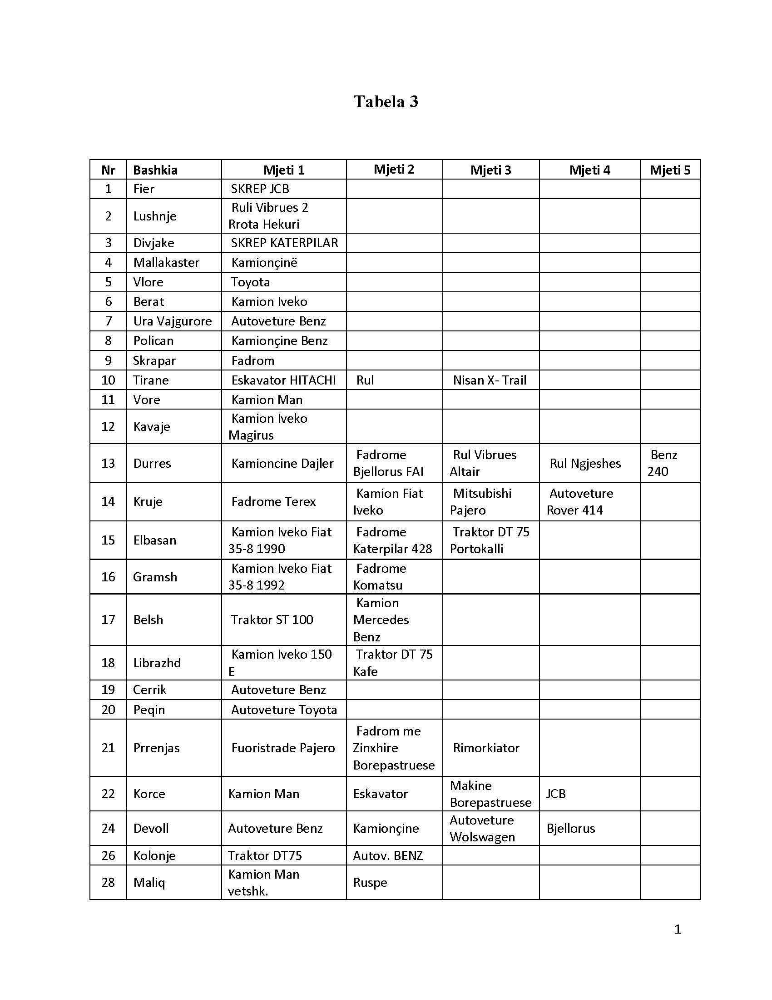 Tabela 3
Nr Bashkia Mjeti 1 Mjeti 2 Mjeti 3 Mjeti 4 Mjeti 5
1 Fier SKREP JCB
2 Lushnje Ruli Vibrues 2
Rrota Hekuri
3 Divjake SKREP KATERPILAR
4 Mallakaster Kamionçinë
5 Vlore Toyota
6 Berat Kamion Iveko
7 Ura Vajgurore Autoveture Benz
8 Polican Kamionçine Benz
9 Skrapar Fadrom
10 Tirane Eskavator HITACHI Rul Nisan X- Trail
11 Vore Kamion Man
12 Kavaje Kamion Iveko
Magirus
13 Durres Kamioncine Dajler Fadrome
Bjellorus FAI Rul Vibrues
Altair Rul Ngjeshes Benz
240
14 Kruje Fadrome Terex Kamion Fiat
Iveko Mitsubishi
Pajero Autoveture
Rover 414
15 Elbasan Kamion Iveko Fiat
35-8 1990 Fadrome
Katerpilar 428 Traktor DT 75
Portokalli
16 Gramsh Kamion Iveko Fiat
35-8 1992 Fadrome
Komatsu
17 Belsh Traktor ST 100 Kamion
Mercedes
Benz
18 Librazhd Kamion Iveko 150
E Traktor DT 75
Kafe
19 Cerrik Autoveture Benz
20 Peqin Autoveture Toyota
21 Prrenjas Fuoristrade Pajero Fadrom me
Zinxhire
Borepastruese Rimorkiator
22 Korce Kamion Man Eskavator Makine
Borepastruese JCB
24 Devoll Autoveture Benz Kamionçine Autoveture
Wolswagen Bjellorus
26 Kolonje Traktor DT75 Autov. BENZ
28 Maliq Kamion Man
vetshk. Ruspe
1